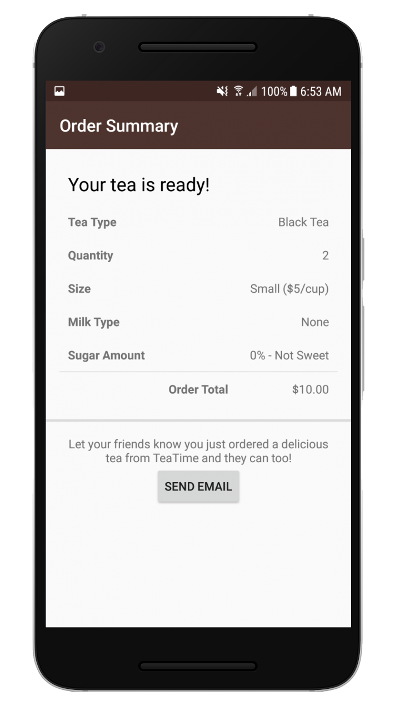 100% 6:53 AM
Order Summary
Your tea is ready!
Tea Type Black Tea
Quantity 2
Size Small ($5/cup)
Milk Type None
Sugar Amount 0% - Not Sweet
Order Total $10.00
Let your friends know you just ordered a delicious
tea from TeaTime and they can too!
SEND EMAIL